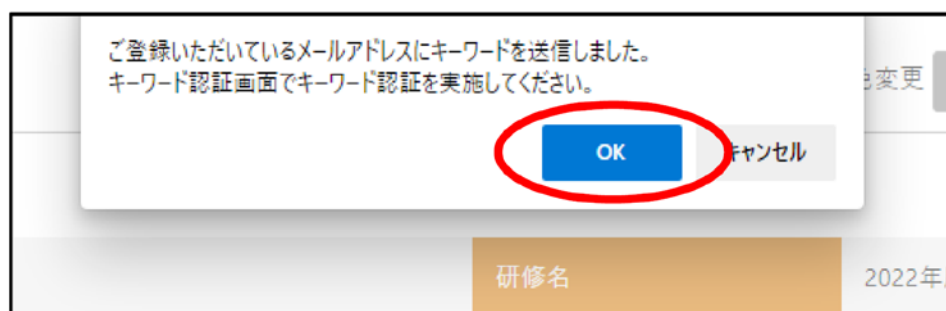 ご登録いただいているメールアドレスにキーワードを送信しました。
キーワード認証画面でキーワード認証を実施してください。
色変更
OK
キャンセル
研修名
2022年